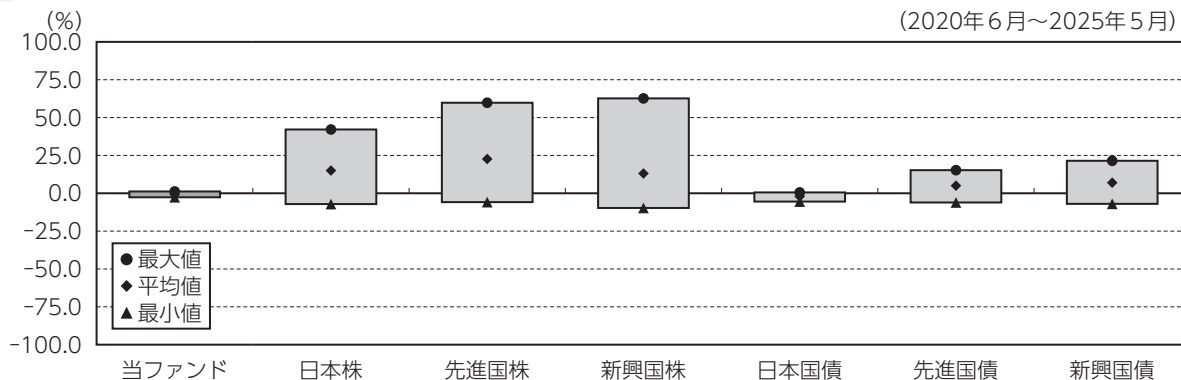 (%)
(2020年6月～2025年5月)
100.0
75.0
50.0
25.0
0.0
-25.0
-50.0
-75.0
-100.0
●最大値
◆平均値
▲最小値
当ファンド 日本株 先進国株 新興国株 日本国債 先進国債 新興国債